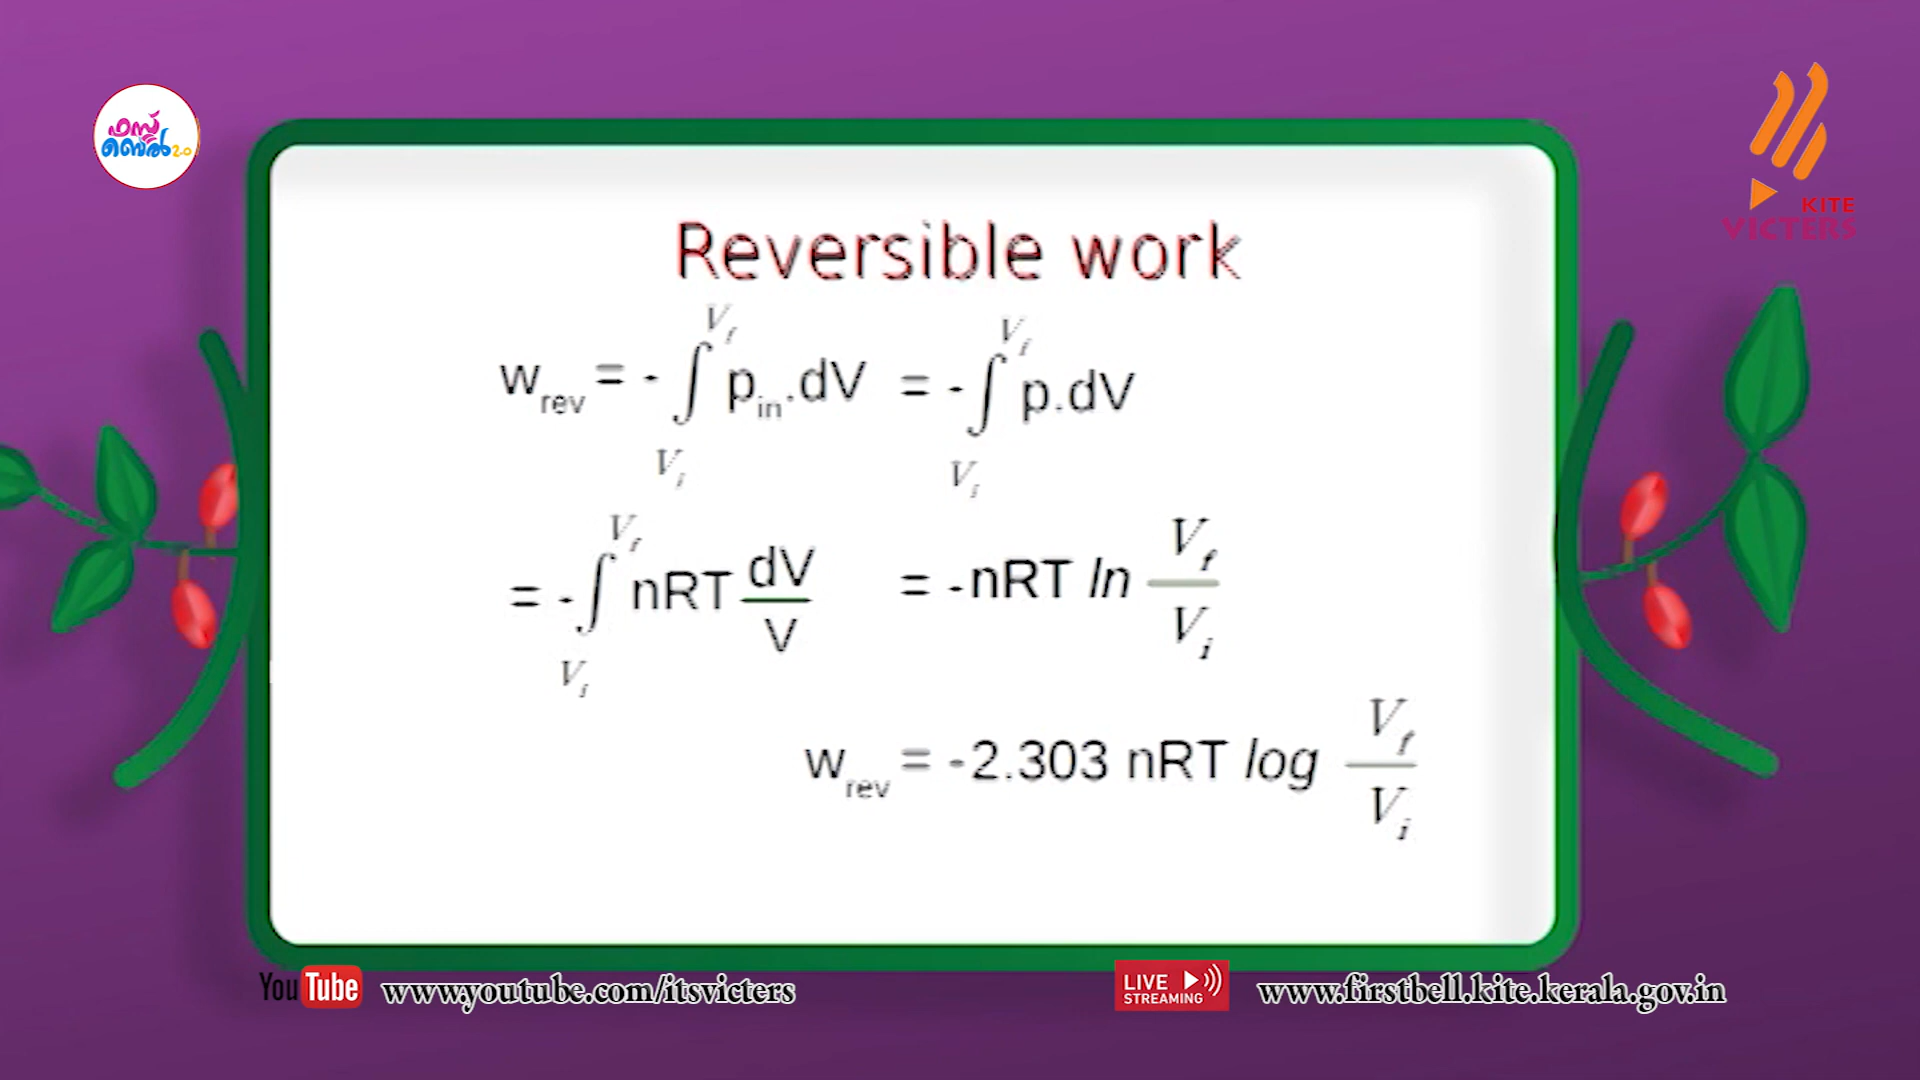 ഫസ്റ്റ്
ബെൽ 2.0
KITE
VICTERS
Reversible work
w_rev = - ∫_{V_i}^{V_f} p_in.dV = - ∫_{V_i}^{V_f} p.dV
= - ∫_{V_i}^{V_f} nRT dV/V = -nRT ln V_f/V_i
w_rev = -2.303 nRT log V_f/V_i
YouTube www.youtube.com/itsvicters
LIVE STREAMING www.firstbell.kite.kerala.gov.in